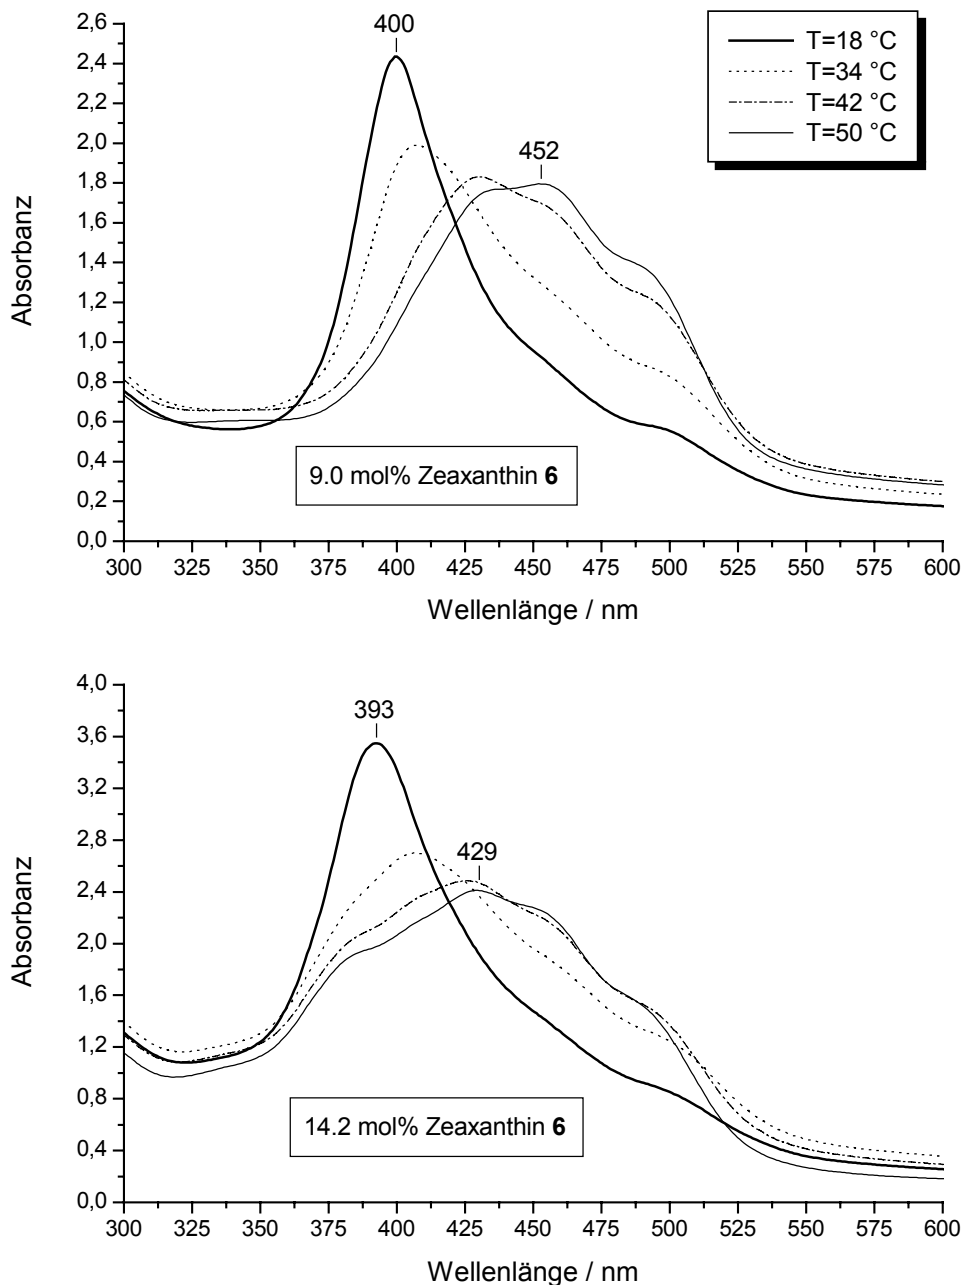 2,6
2,4
2,2
2,0
1,8
1,6
1,4
1,2
1,0
0,8
0,6
0,4
0,2
0,0
Absorbanz
400
452
T=18 °C
T=34 °C
T=42 °C
T=50 °C
9.0 mol% Zeaxanthin 6
300 325 350 375 400 425 450 475 500 525 550 575 600
Wellenlänge / nm
4,0
3,6
3,2
2,8
2,4
2,0
1,6
1,2
0,8
0,4
0,0
Absorbanz
393
429
14.2 mol% Zeaxanthin 6
300 325 350 375 400 425 450 475 500 525 550 575 600
Wellenlänge / nm